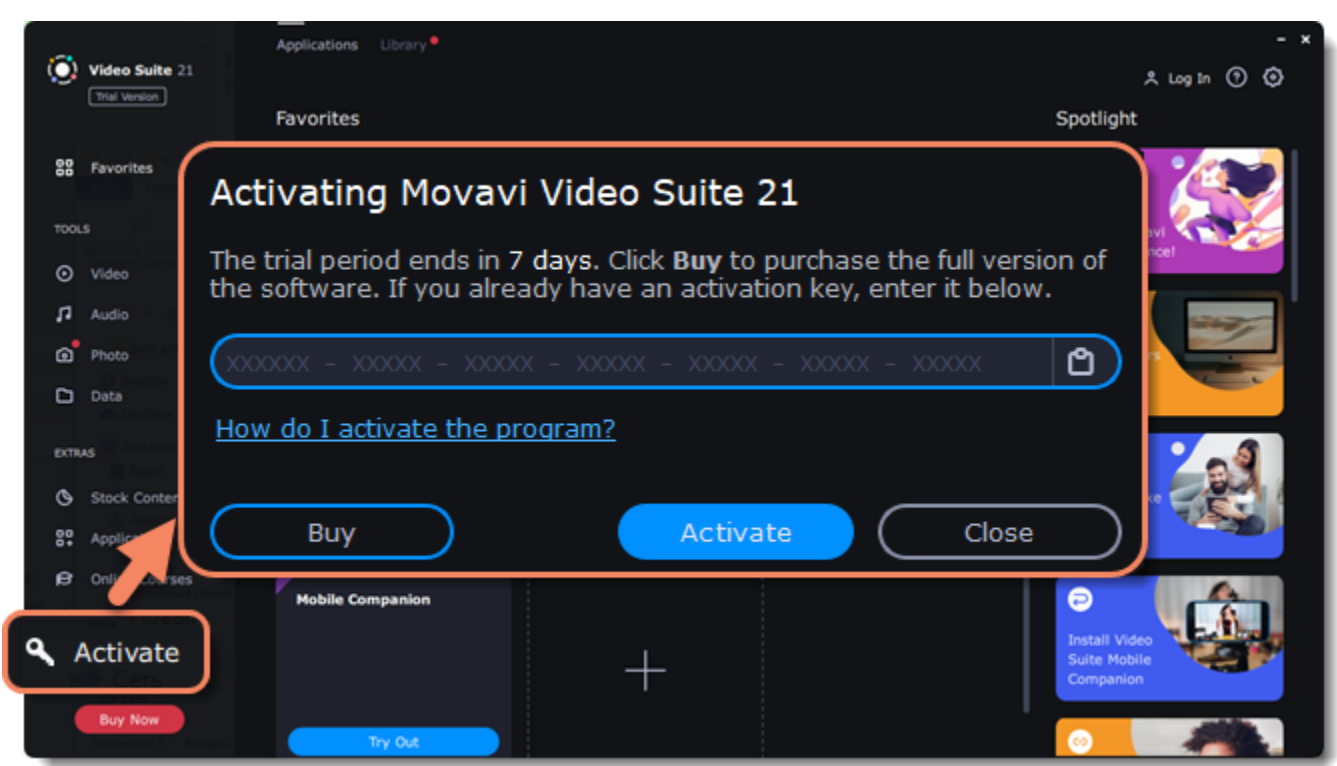 Applications Library
Video Suite 21
Trial Version
Log In
Favorites
Spotlight
Favorites
TOOLS
Video
Audio
Photo
Data
EXTRAS
Stock Conten
Online Courses
Activate
Buy Now
Activating Movavi Video Suite 21
The trial period ends in 7 days. Click Buy to purchase the full version of
the software. If you already have an activation key, enter it below.
XXXXXX – XXXXX – XXXXX – XXXXX – XXXXX – XXXXX – XXXXX
How do I activate the program?
Buy Activate Close
Mobile Companion
Try Out
Install Video
Suite Mobile
Companion